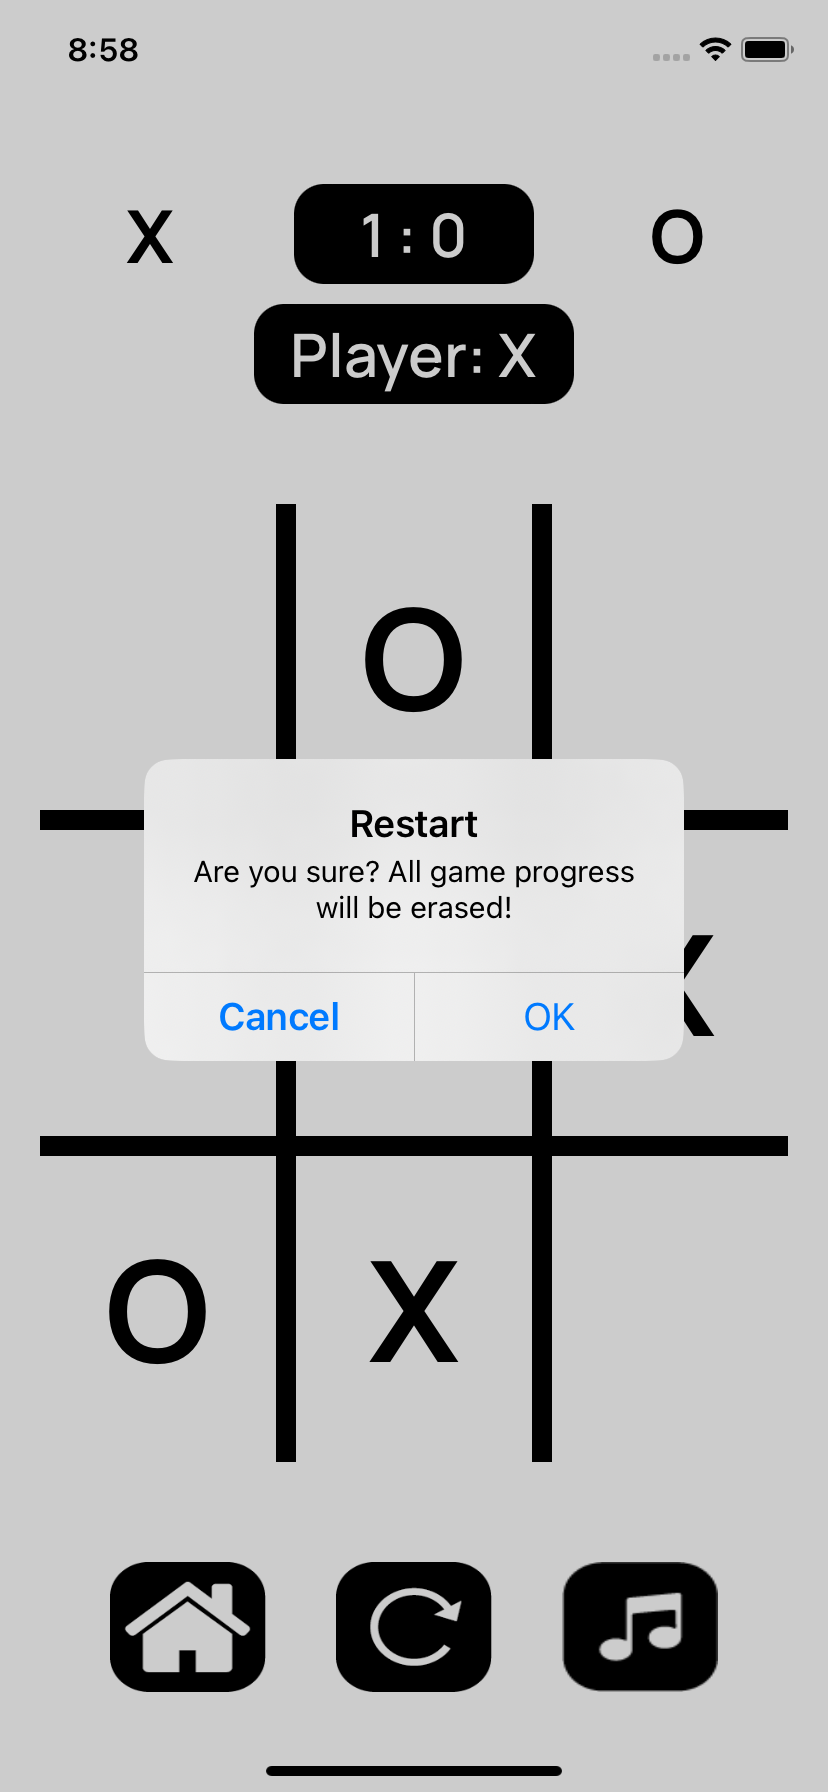 8:58
X 1 : 0 O
Player: X
O
Restart
Are you sure? All game progress
will be erased!
X
Cancel OK
O X